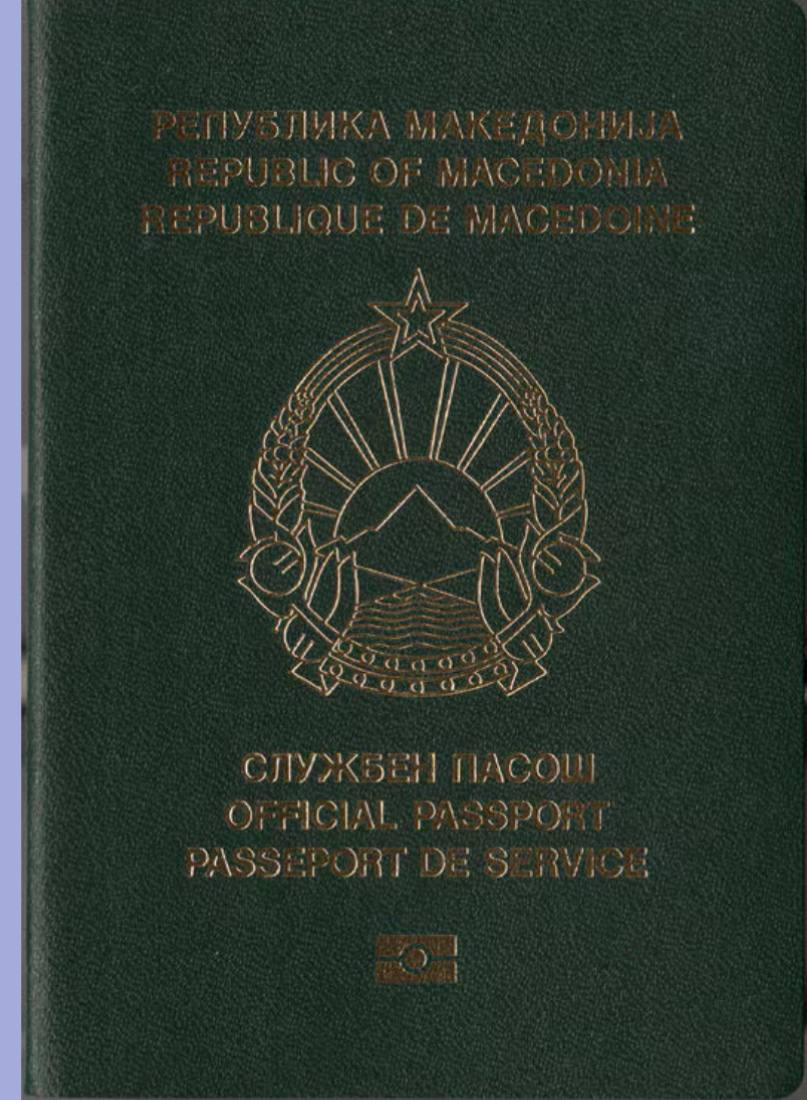 РЕПУБЛИКА МАКЕДОНИЈА
REPUBLIC OF MACEDONIA
REPUBLIQUE DE MACEDOINE
СЛУЖБЕН ПАСОШ
OFFICIAL PASSPORT
PASSEPORT DE SERVICE